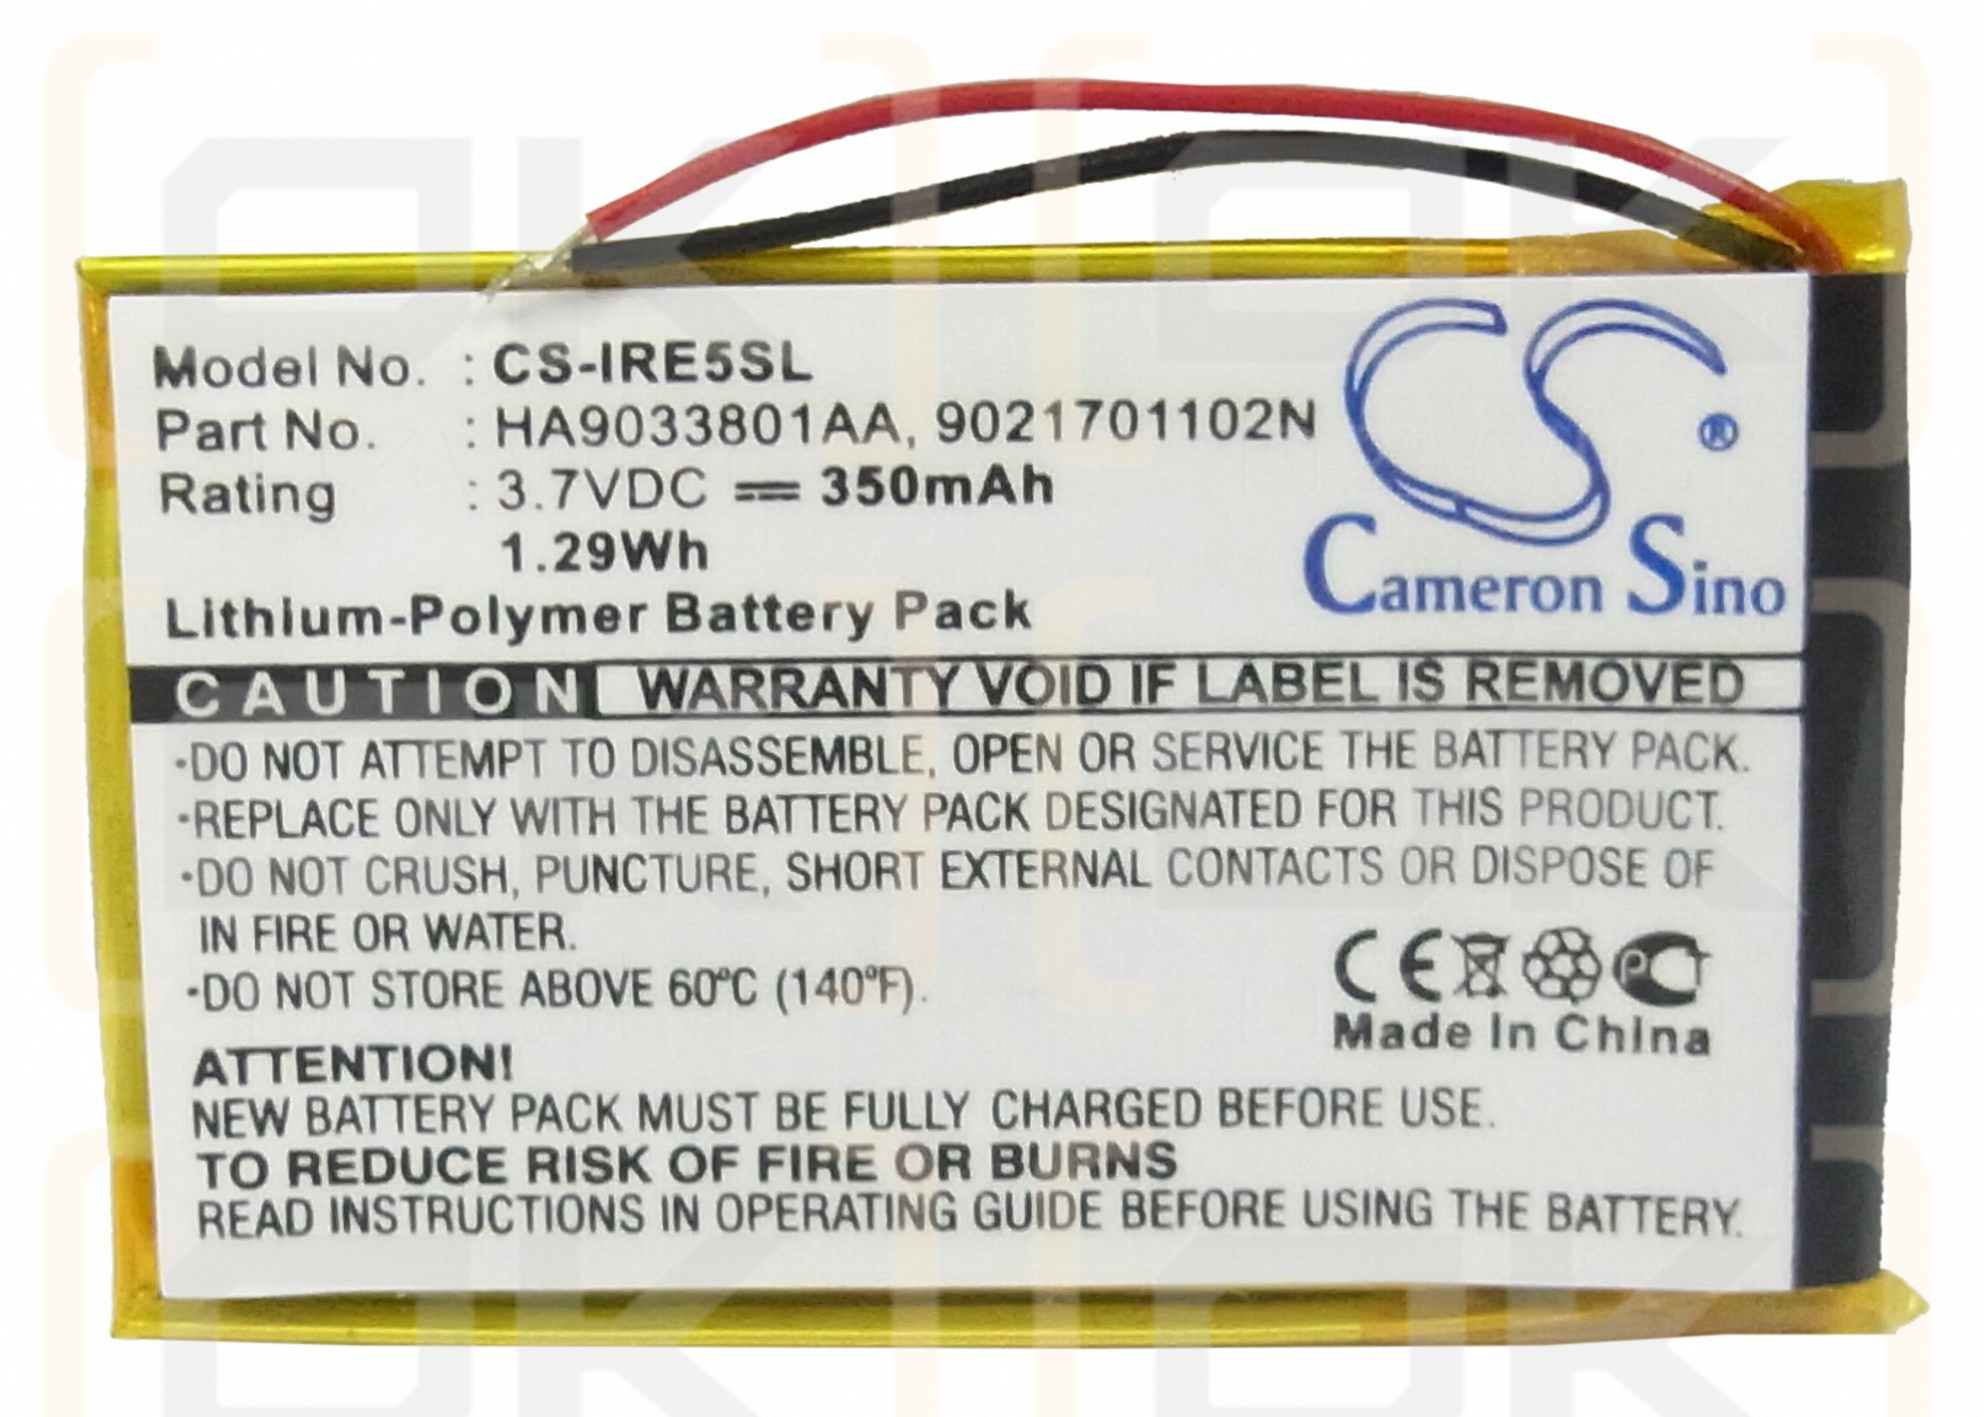 Model No. : CS-IRE5SL
Part No. : HA9033801AA, 9021701102N
Rating : 3.7VDC ⎓ 350mAh
1.29Wh
Lithium-Polymer Battery Pack
CS ®
Cameron Sino
CAUTION WARRANTY VOID IF LABEL IS REMOVED
·DO NOT ATTEMPT TO DISASSEMBLE, OPEN OR SERVICE THE BATTERY PACK.
·REPLACE ONLY WITH THE BATTERY PACK DESIGNATED FOR THIS PRODUCT.
·DO NOT CRUSH, PUNCTURE, SHORT EXTERNAL CONTACTS OR DISPOSE OF
IN FIRE OR WATER.
·DO NOT STORE ABOVE 60ºC (140ºF).
CE PCT
Made In China
ATTENTION!
NEW BATTERY PACK MUST BE FULLY CHARGED BEFORE USE.
TO REDUCE RISK OF FIRE OR BURNS
READ INSTRUCTIONS IN OPERATING GUIDE BEFORE USING THE BATTERY.